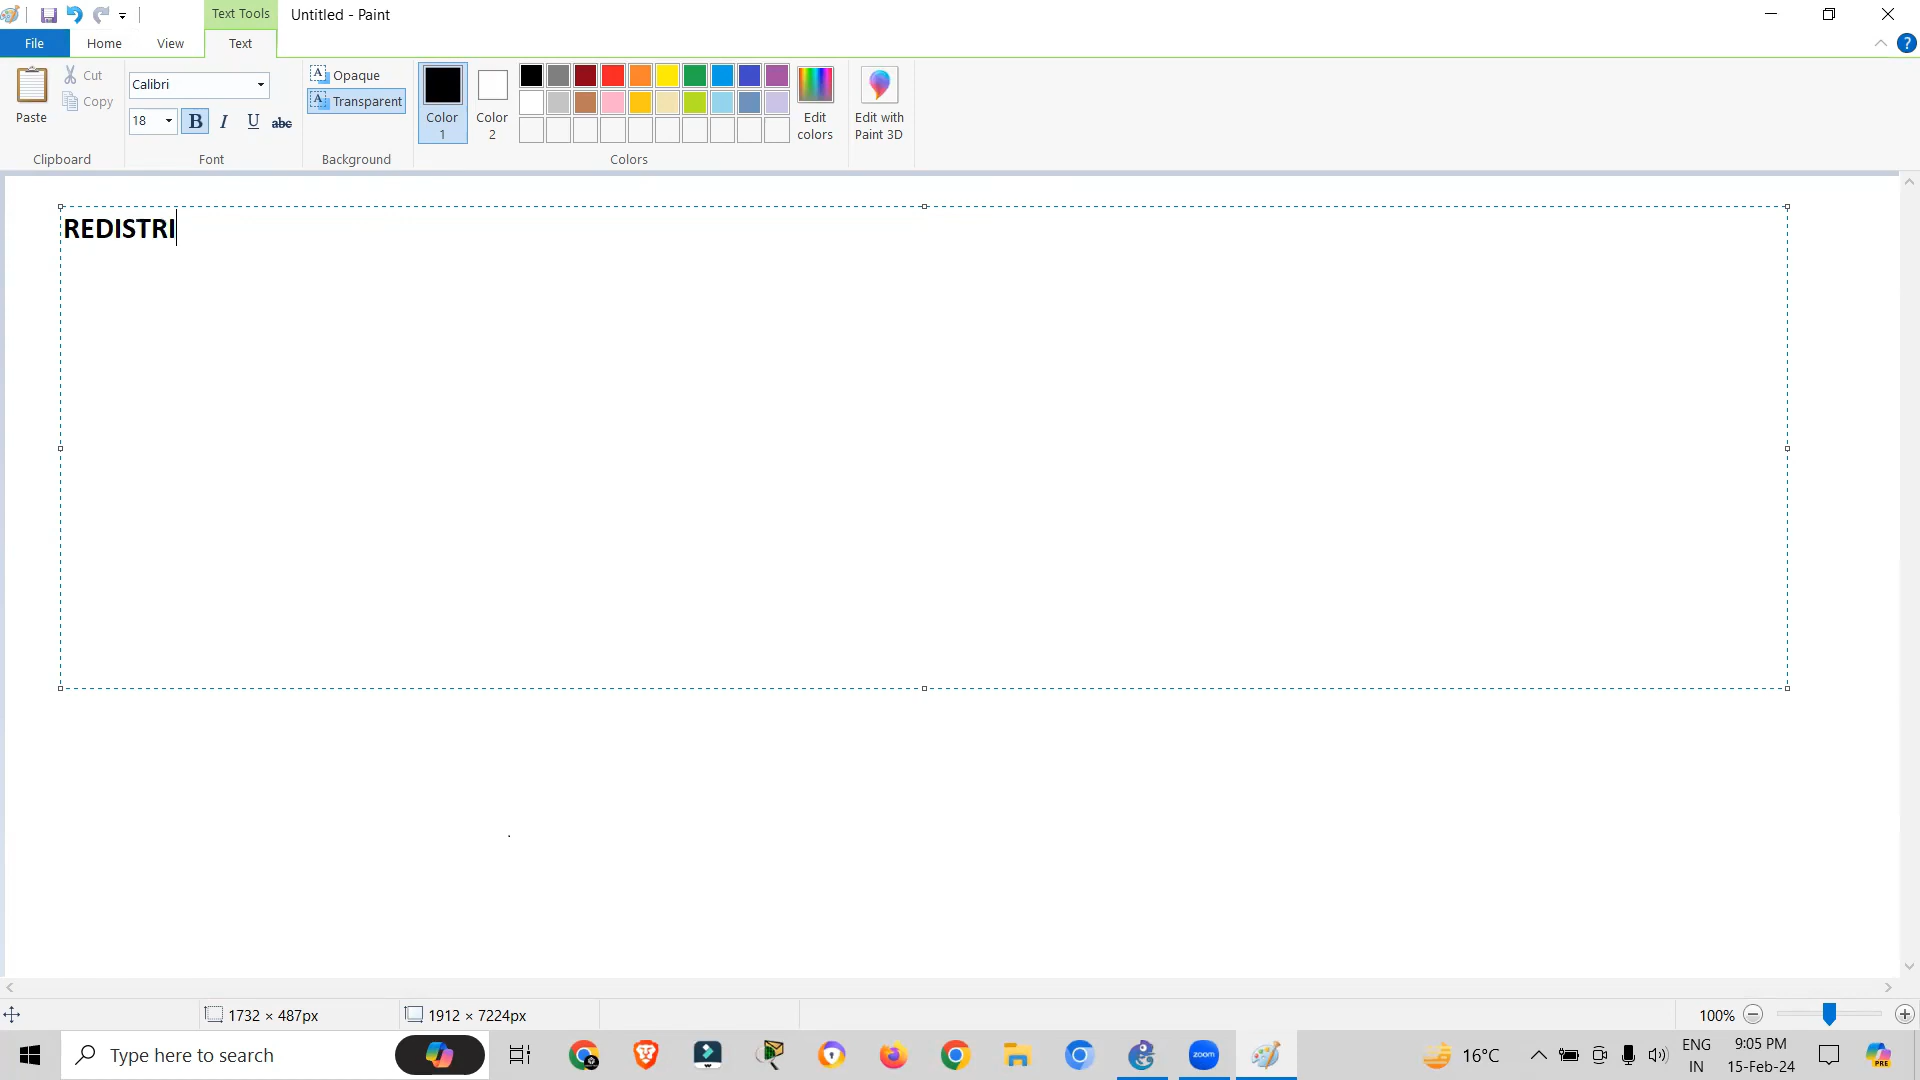 Text Tools
Untitled - Paint
File
Home
View
Text
Paste
Cut
Copy
Clipboard
Calibri
18
B
I
U
abc
Font
A Opaque
A Transparent
Background
Color
1
Color
2
Edit
colors
Colors
Edit with
Paint 3D
?
REDISTRI
1732 × 487px
1912 × 7224px
100%
Type here to search
zoom
16°C
ENG
IN
9:05 PM
15-Feb-24
PRE